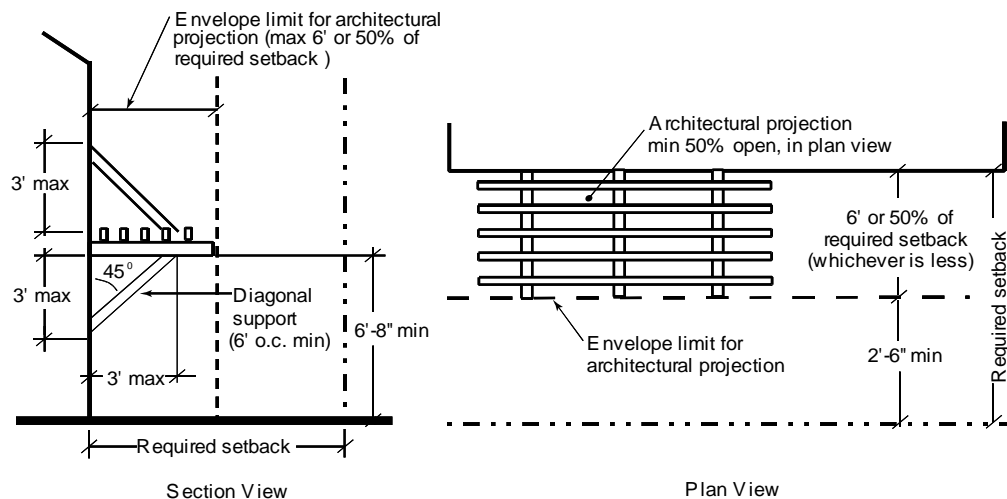 Envelope limit for architectural
projection (max 6' or 50% of
required setback )
3' max
3' max
45°
Diagonal
support
(6' o.c. min)
6'-8" min
3' max
Required setback
Section View
Architectural projection
min 50% open, in plan view
6' or 50% of
required setback
(whichever is less)
Required setback
Envelope limit for
architectural projection
2'-6" min
Plan View